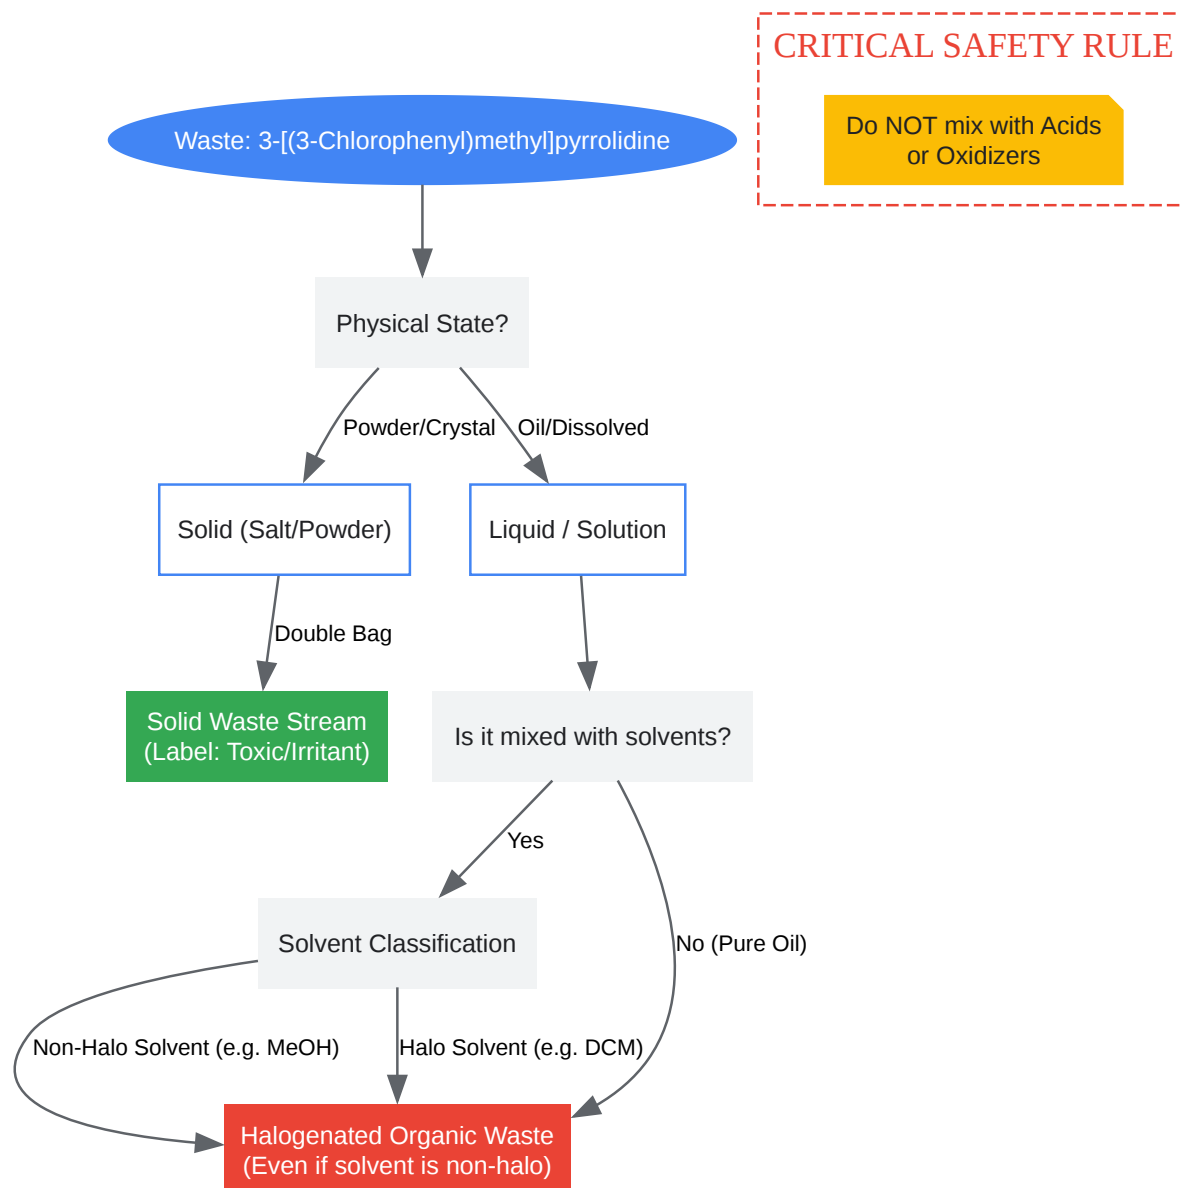 CRITICAL SAFETY RULE
Do NOT mix with Acids
or Oxidizers
Waste: 3-[(3-Chlorophenyl)methyl]pyrrolidine
Physical State?
Powder/Crystal
Oil/Dissolved
Solid (Salt/Powder)
Liquid / Solution
Double Bag
Solid Waste Stream
(Label: Toxic/Irritant)
Is it mixed with solvents?
Yes
Solvent Classification
No (Pure Oil)
Non-Halo Solvent (e.g. MeOH)
Halo Solvent (e.g. DCM)
Halogenated Organic Waste
(Even if solvent is non-halo)